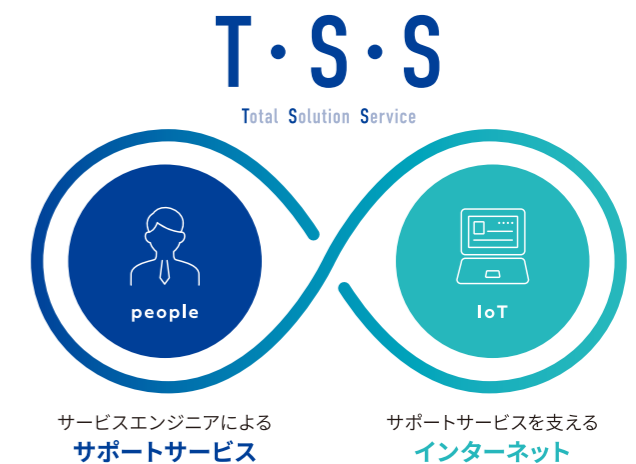 T・S・S
Total Solution Service
people
IoT
サービスエンジニアによる
サポートサービス
サポートサービスを支える
インターネット